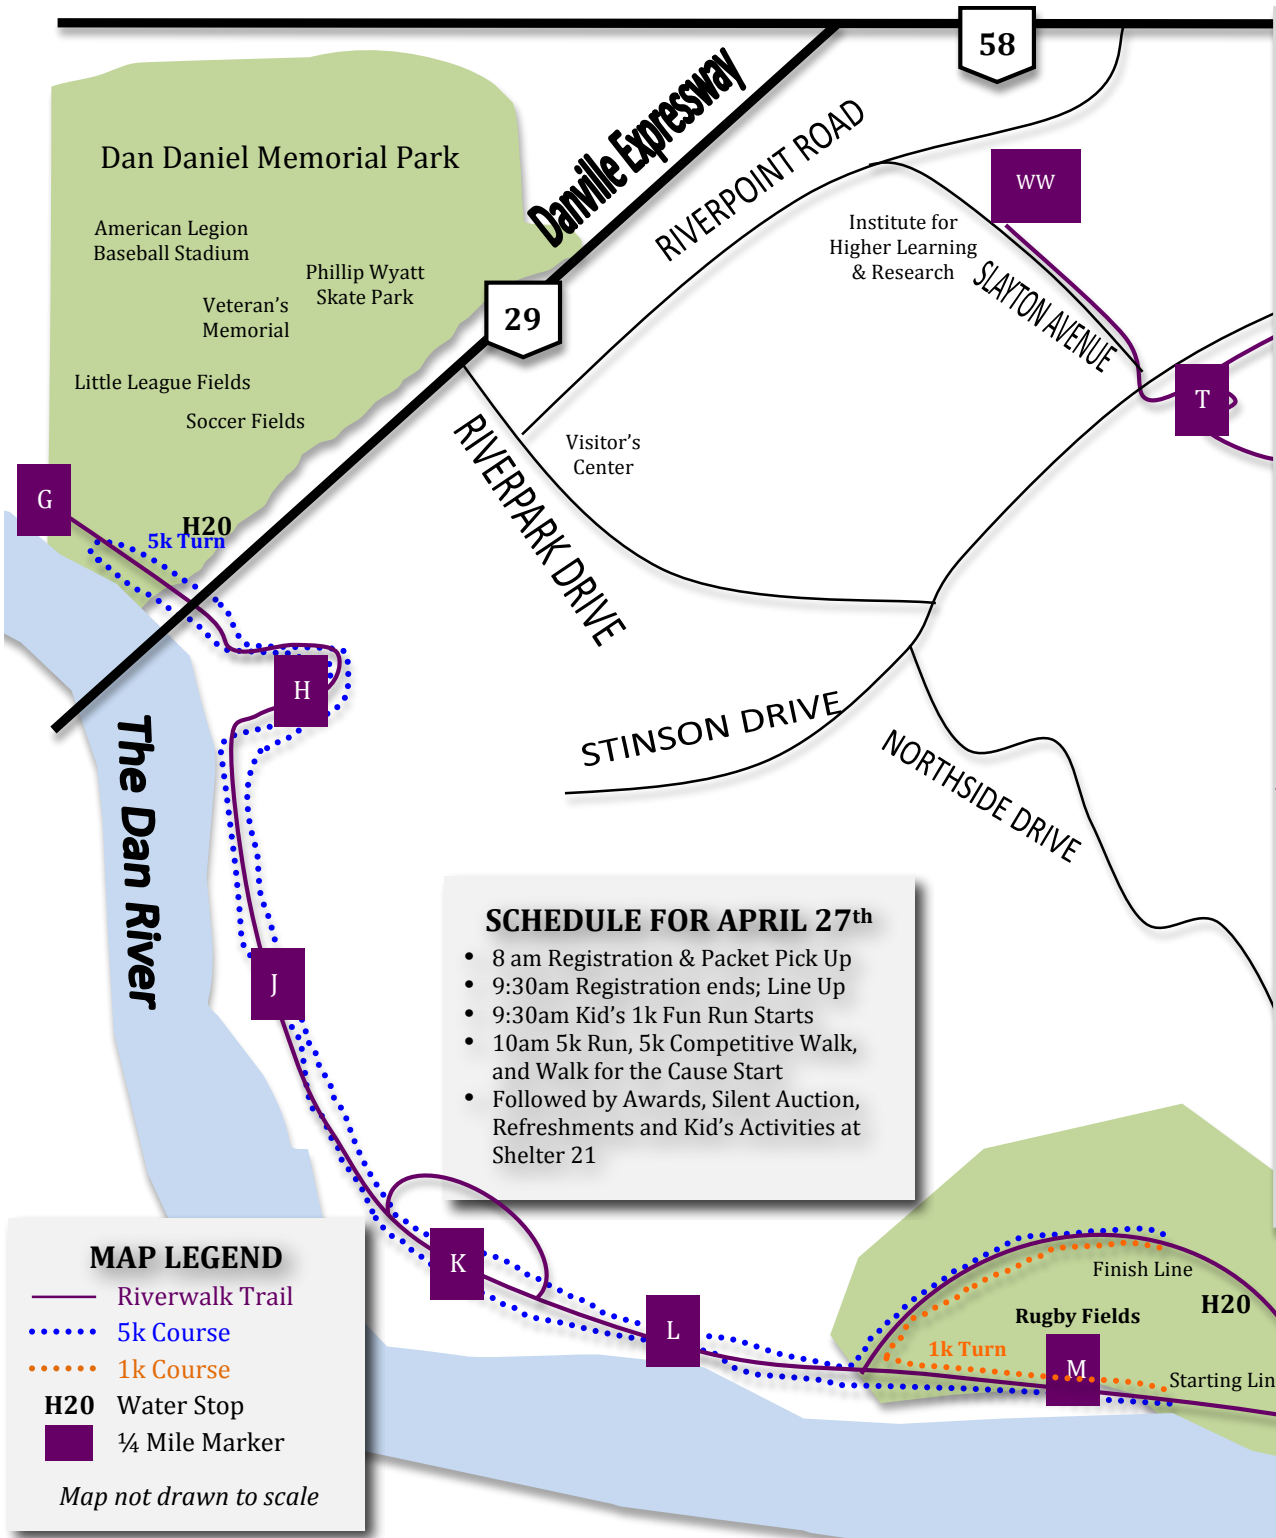 58
Danville Expressway
Dan Daniel Memorial Park
RIVERPOINT ROAD
WW
American Legion
Baseball Stadium
Institute for
Higher Learning
& Research
Phillip Wyatt
Skate Park
SLAYTON AVENUE
Veteran's
Memorial
29
Little League Fields
T
Soccer Fields
RIVERPARK DRIVE
Visitor's
Center
G
H20
5k Turn
H
STINSON DRIVE
NORTHSIDE DRIVE
The Dan River
J
SCHEDULE FOR APRIL 27th
• 8 am Registration & Packet Pick Up
• 9:30am Registration ends; Line Up
• 9:30am Kid's 1k Fun Run Starts
• 10am 5k Run, 5k Competitive Walk,
and Walk for the Cause Start
• Followed by Awards, Silent Auction,
Refreshments and Kid's Activities at
Shelter 21
K
L
Finish Line
H20
Rugby Fields
1k Turn
M
Starting Lin
MAP LEGEND
Riverwalk Trail
5k Course
1k Course
H20 Water Stop
¼ Mile Marker
Map not drawn to scale